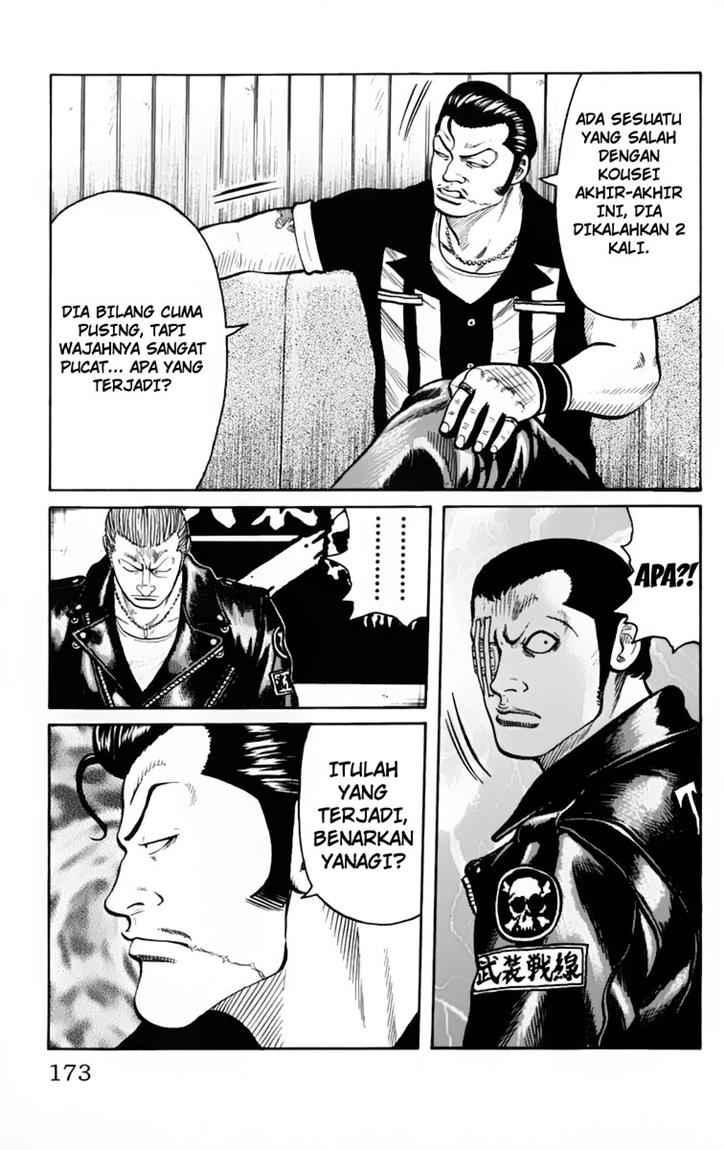 ADA SESUATU
YANG SALAH
DENGAN
KOUSEI
AKHIR-AKHIR
INI, DIA
DIKALAHKAN 2
KALI.
DIA BILANG CUMA
PUSING, TAPI
WAJAHNYA SANGAT
PUCAT... APA YANG
TERJADI?
APA?!
武装戦線
ITULAH
YANG
TERJADI,
BENARKAN
YANAGI?
173